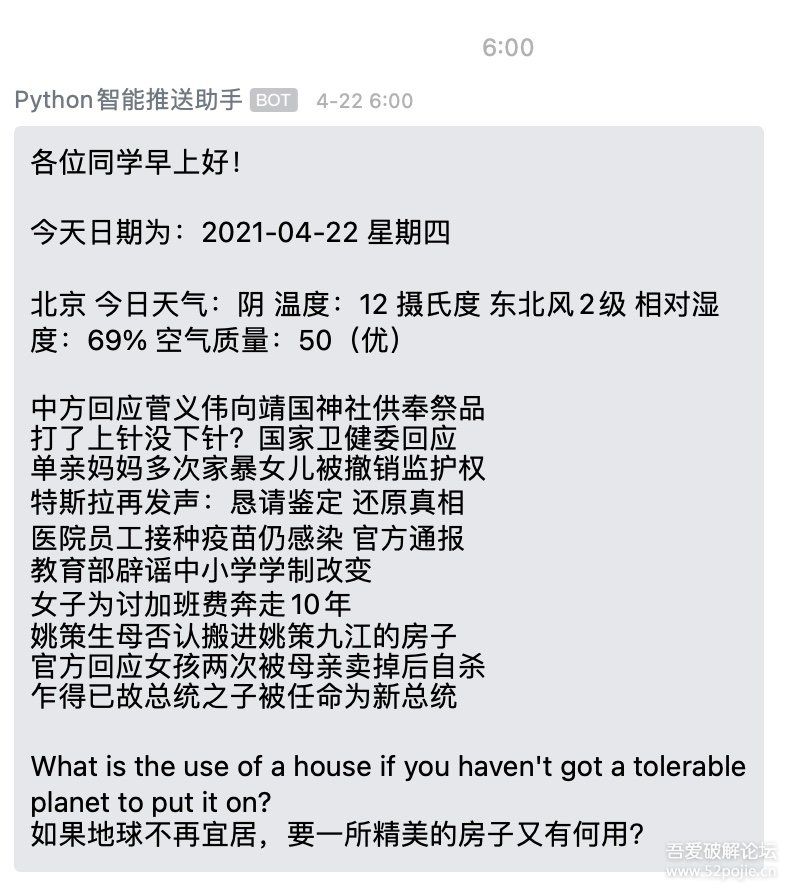 6:00
Python智能推送助手 BOT 4-22 6:00
各位同学早上好！
今天日期为：2021-04-22 星期四
北京 今日天气：阴 温度：12 摄氏度 东北风2级 相对湿
度：69% 空气质量：50（优）
中方回应菅义伟向靖国神社供奉祭品
打了上针没下针？国家卫健委回应
单亲妈妈多次家暴女儿被撤销监护权
特斯拉再发声：恳请鉴定 还原真相
医院员工接种疫苗仍感染 官方通报
教育部辟谣中小学学制改变
女子为讨加班费奔走10年
姚策生母否认搬进姚策九江的房子
官方回应女孩两次被母亲卖掉后自杀
乍得已故总统之子被任命为新总统
What is the use of a house if you haven't got a tolerable
planet to put it on?
如果地球不再宜居，要一所精美的房子又有何用？
吾爱破解论坛
www.52pojie.cn